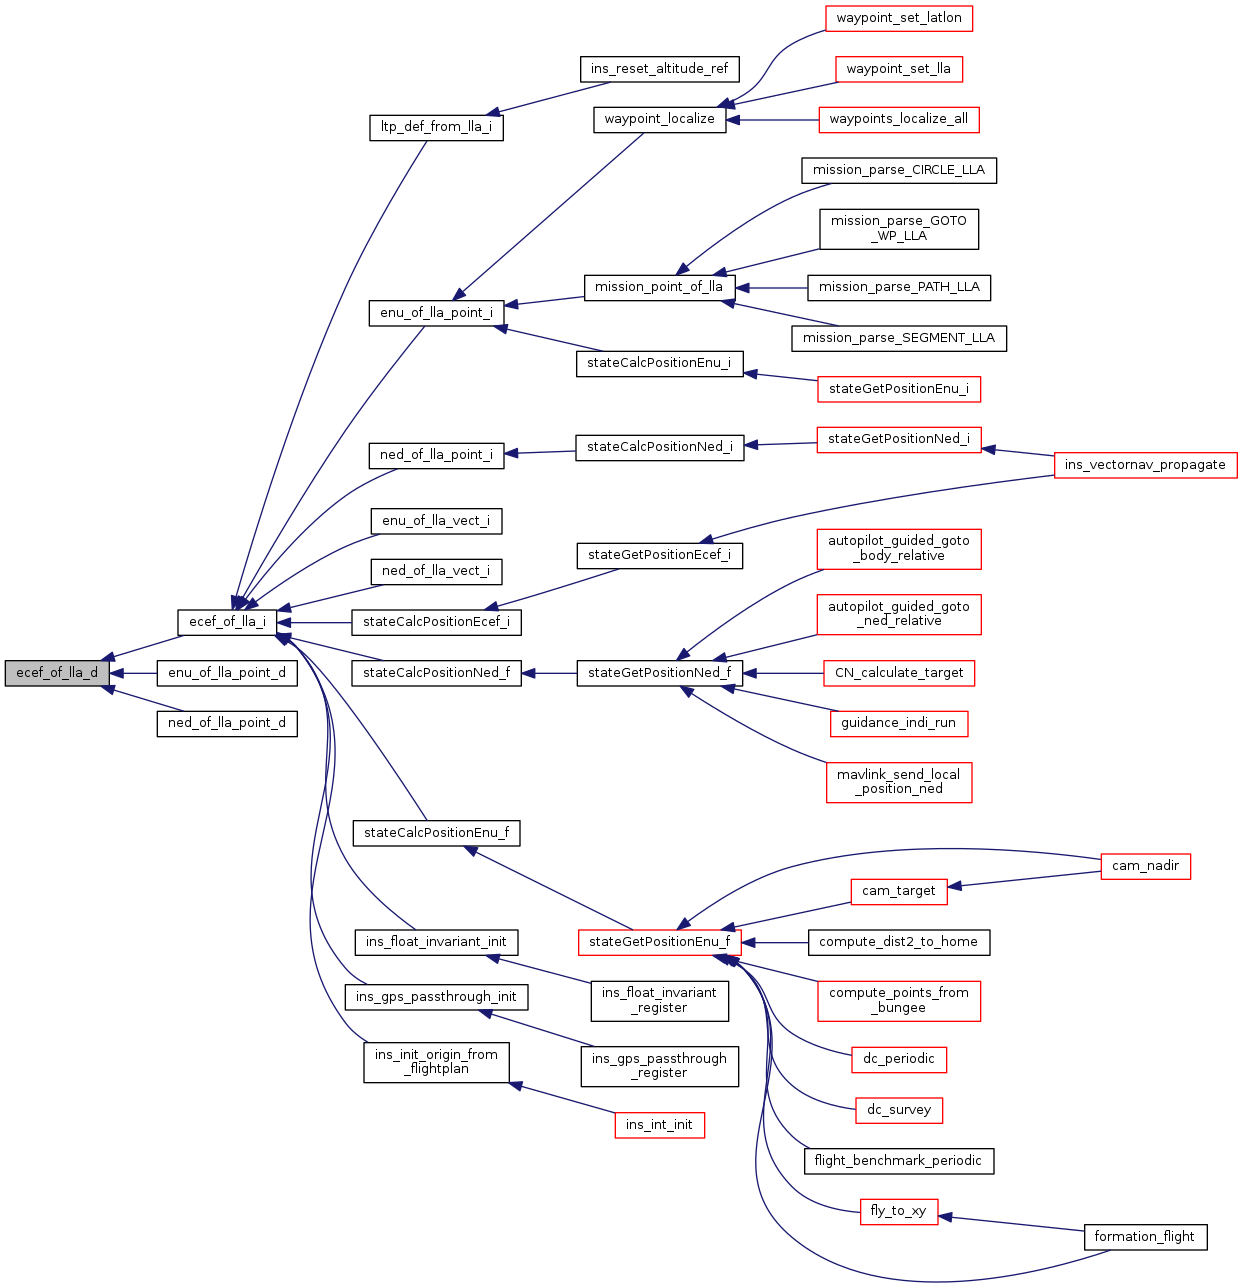 waypoint_set_latlon
ins_reset_altitude_ref
waypoint_set_lla
waypoint_localize
waypoints_localize_all
ltp_def_from_lla_i
mission_parse_CIRCLE_LLA
mission_parse_GOTO
_WP_LLA
mission_point_of_lla
mission_parse_PATH_LLA
enu_of_lla_point_i
mission_parse_SEGMENT_LLA
stateCalcPositionEnu_i
stateGetPositionEnu_i
ned_of_lla_point_i
stateCalcPositionNed_i
stateGetPositionNed_i
ins_vectornav_propagate
enu_of_lla_vect_i
stateGetPositionEcef_i
autopilot_guided_goto
_body_relative
ned_of_lla_vect_i
ecef_of_lla_i
stateCalcPositionEcef_i
autopilot_guided_goto
_ned_relative
ecef_of_lla_d
enu_of_lla_point_d
stateCalcPositionNed_f
stateGetPositionNed_f
CN_calculate_target
ned_of_lla_point_d
guidance_indi_run
mavlink_send_local
_position_ned
stateCalcPositionEnu_f
cam_nadir
cam_target
ins_float_invariant_init
stateGetPositionEnu_f
compute_dist2_to_home
ins_gps_passthrough_init
ins_float_invariant
_register
compute_points_from
_bungee
ins_init_origin_from
_flightplan
ins_gps_passthrough
_register
dc_periodic
ins_int_init
dc_survey
flight_benchmark_periodic
fly_to_xy
formation_flight